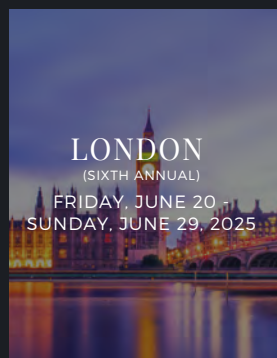 LONDON
(SIXTH ANNUAL)
FRIDAY, JUNE 20 -
SUNDAY, JUNE 29, 2025